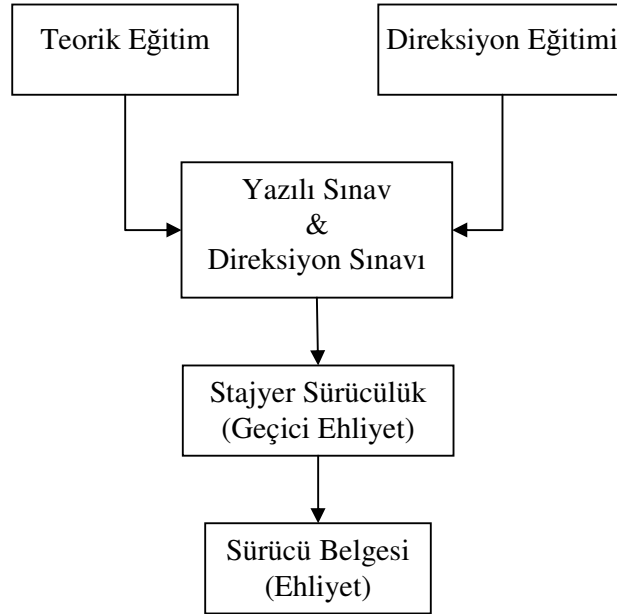 Teorik Eğitim
Direksiyon Eğitimi
Yazılı Sınav
&
Direksiyon Sınavı
Stajyer Sürücülük
(Geçici Ehliyet)
Sürücü Belgesi
(Ehliyet)